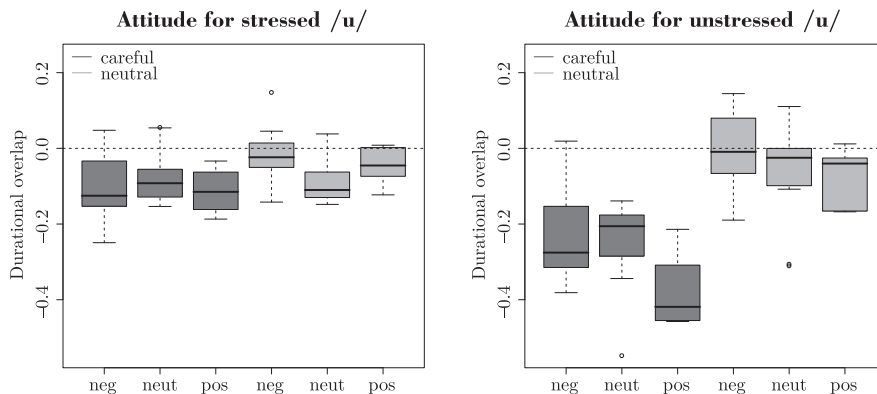 Attitude for stressed /u/
careful
neutral
Durational overlap
0.2
0.0
−0.2
−0.4
neg neut pos neg neut pos
Attitude for unstressed /u/
careful
neutral
Durational overlap
0.2
0.0
−0.2
−0.4
neg neut pos neg neut pos